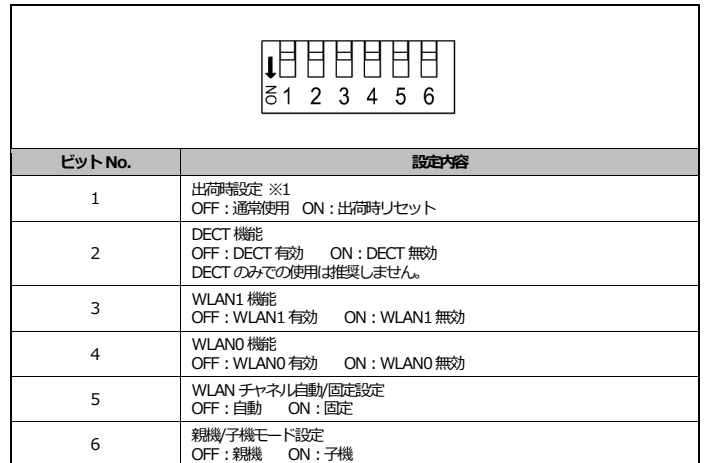 ON 1 2 3 4 5 6
ビット No. 設定内容
1 出荷時設定 ※1
OFF：通常使用 ON：出荷時リセット
2 DECT 機能
OFF：DECT 有効 ON：DECT 無効
DECT のみでの使用は推奨しません。
3 WLAN1 機能
OFF：WLAN1 有効 ON：WLAN1 無効
4 WLAN0 機能
OFF：WLAN0 有効 ON：WLAN0 無効
5 WLAN チャネル自動/固定設定
OFF：自動 ON：固定
6 親機/子機モード設定
OFF：親機 ON：子機